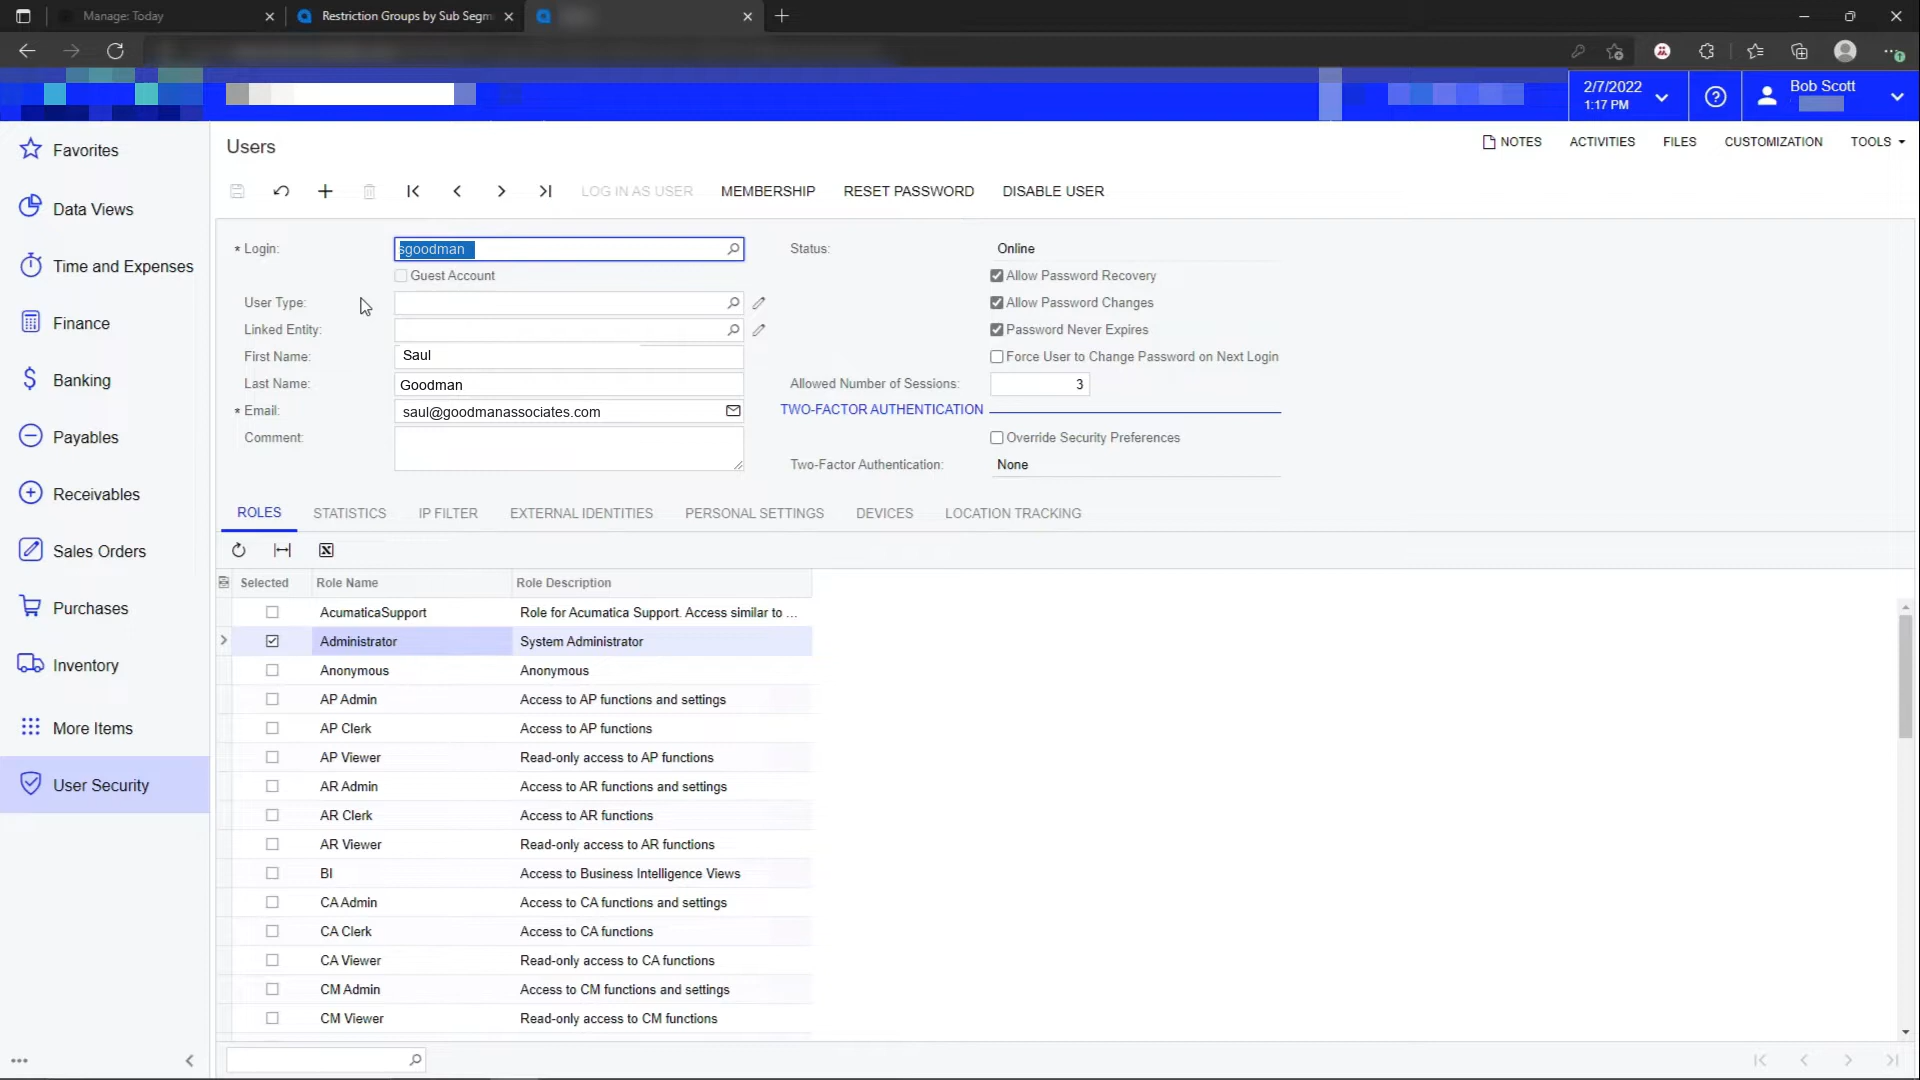 Manage: Today
Restriction Groups by Sub Segm
2/7/2022
1:17 PM
Bob Scott
Favorites
Data Views
Time and Expenses
Finance
Banking
Payables
Receivables
Sales Orders
Purchases
Inventory
More Items
User Security
Users
NOTES ACTIVITIES FILES CUSTOMIZATION TOOLS
LOG IN AS USER MEMBERSHIP RESET PASSWORD DISABLE USER
* Login: sgoodman
Guest Account
User Type:
Linked Entity:
First Name: Saul
Last Name: Goodman
* Email: saul@goodmanassociates.com
Comment:
Status: Online
Allow Password Recovery
Allow Password Changes
Password Never Expires
Force User to Change Password on Next Login
Allowed Number of Sessions: 3
TWO-FACTOR AUTHENTICATION
Override Security Preferences
Two-Factor Authentication: None
ROLES STATISTICS IP FILTER EXTERNAL IDENTITIES PERSONAL SETTINGS DEVICES LOCATION TRACKING
Selected Role Name Role Description
AcumaticaSupport Role for Acumatica Support. Access similar to ...
Administrator System Administrator
Anonymous Anonymous
AP Admin Access to AP functions and settings
AP Clerk Access to AP functions
AP Viewer Read-only access to AP functions
AR Admin Access to AR functions and settings
AR Clerk Access to AR functions
AR Viewer Read-only access to AR functions
BI Access to Business Intelligence Views
CA Admin Access to CA functions and settings
CA Clerk Access to CA functions
CA Viewer Read-only access to CA functions
CM Admin Access to CM functions and settings
CM Viewer Read-only access to CM functions